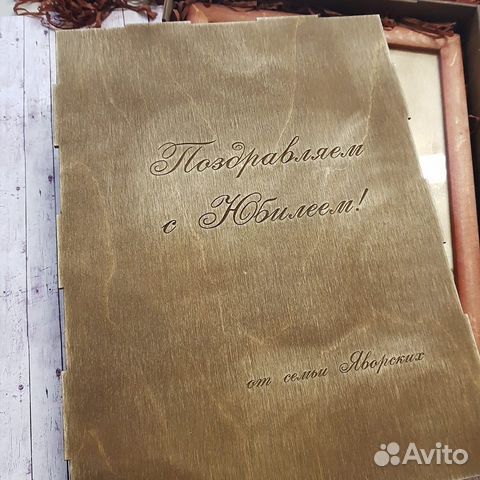 Поздравляем
с Юбилеем!
от семьи Яворских
Avito